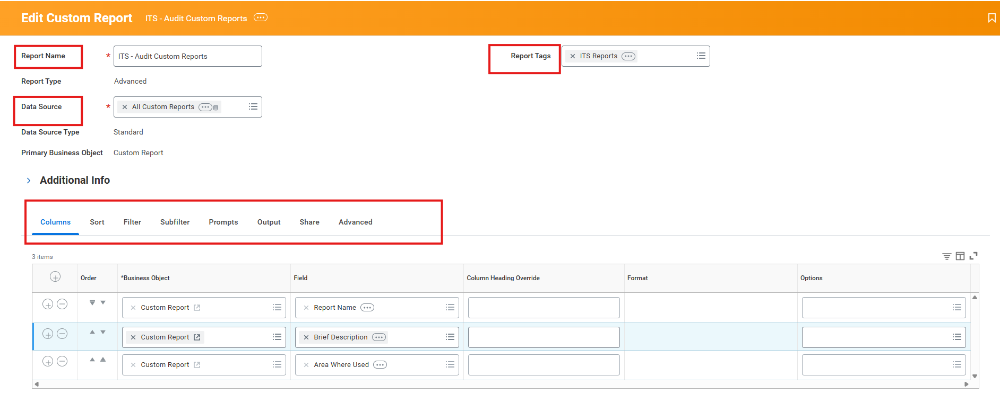 Edit Custom Report ITS - Audit Custom Reports
Report Name * ITS - Audit Custom Reports Report Tags ITS Reports
Report Type Advanced
Data Source * All Custom Reports
Data Source Type Standard
Primary Business Object Custom Report
Additional Info
Columns Sort Filter Subfilter Prompts Output Share Advanced
3 items
Order *Business Object Field Column Heading Override Format Options
Custom Report Report Name
Custom Report Brief Description
Custom Report Area Where Used